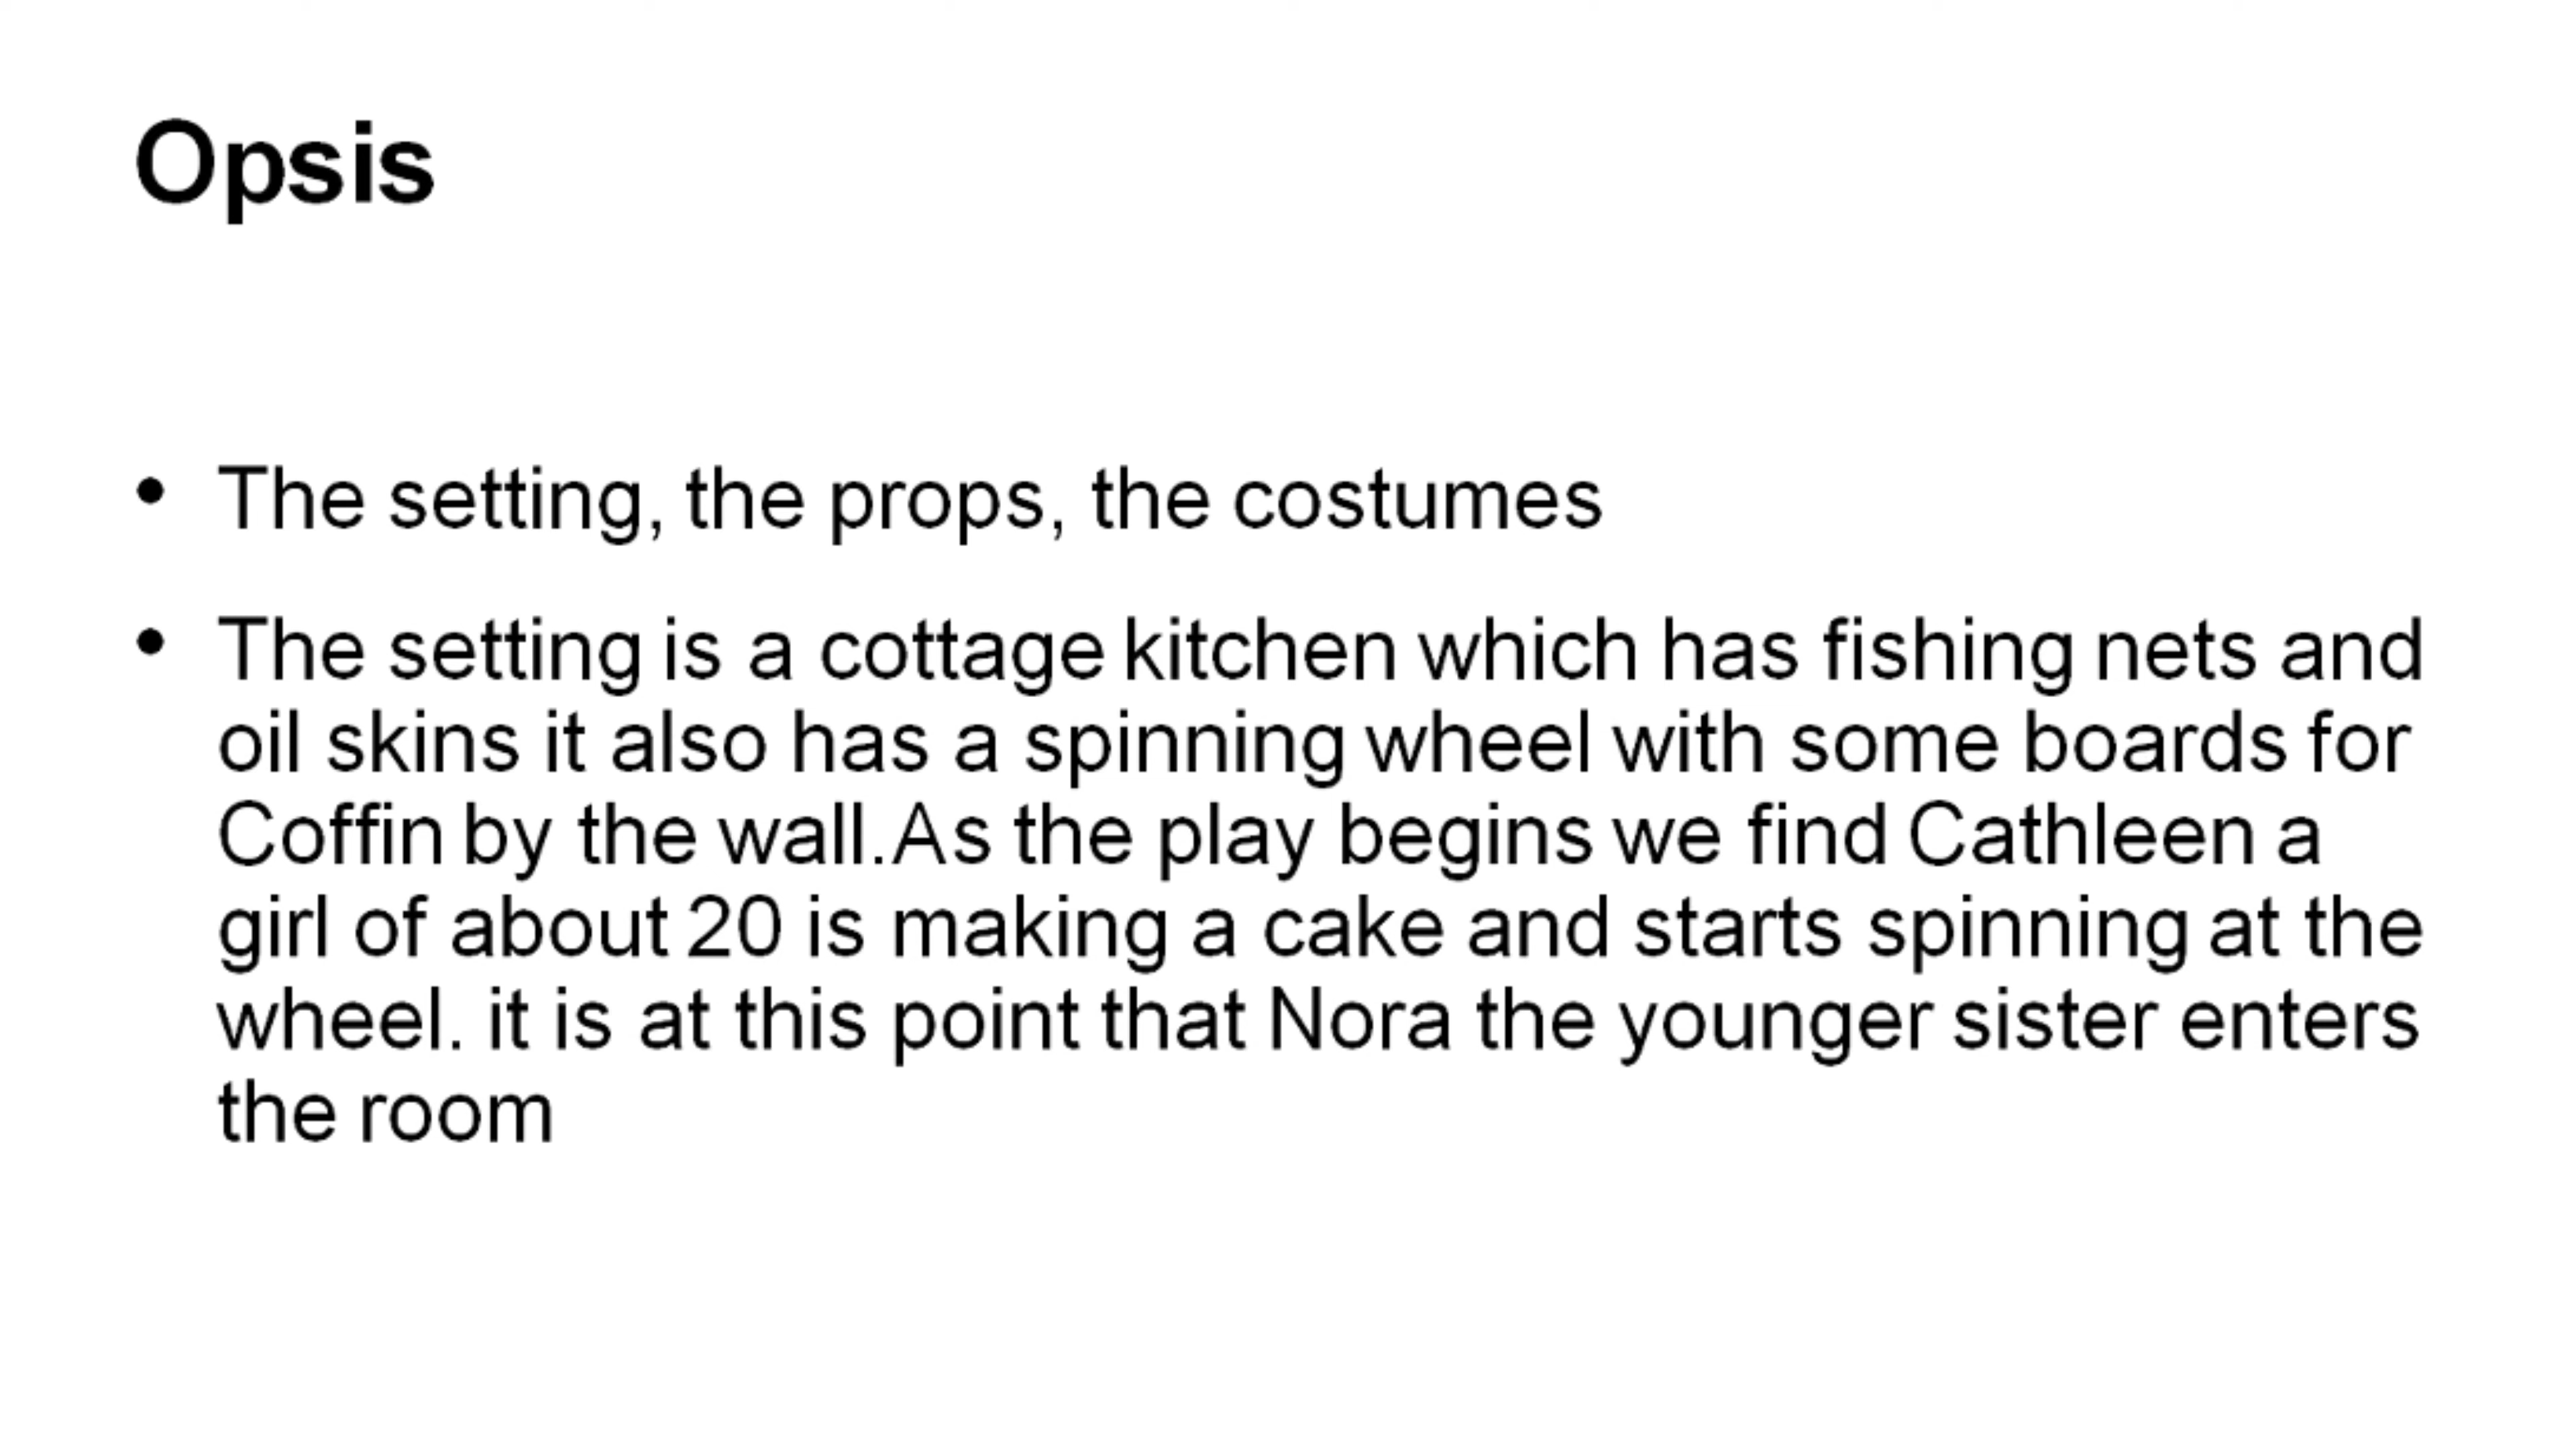 Opsis
• The setting, the props, the costumes
• The setting is a cottage kitchen which has fishing nets and
oil skins it also has a spinning wheel with some boards for
Coffin by the wall.As the play begins we find Cathleen a
girl of about 20 is making a cake and starts spinning at the
wheel. it is at this point that Nora the younger sister enters
the room